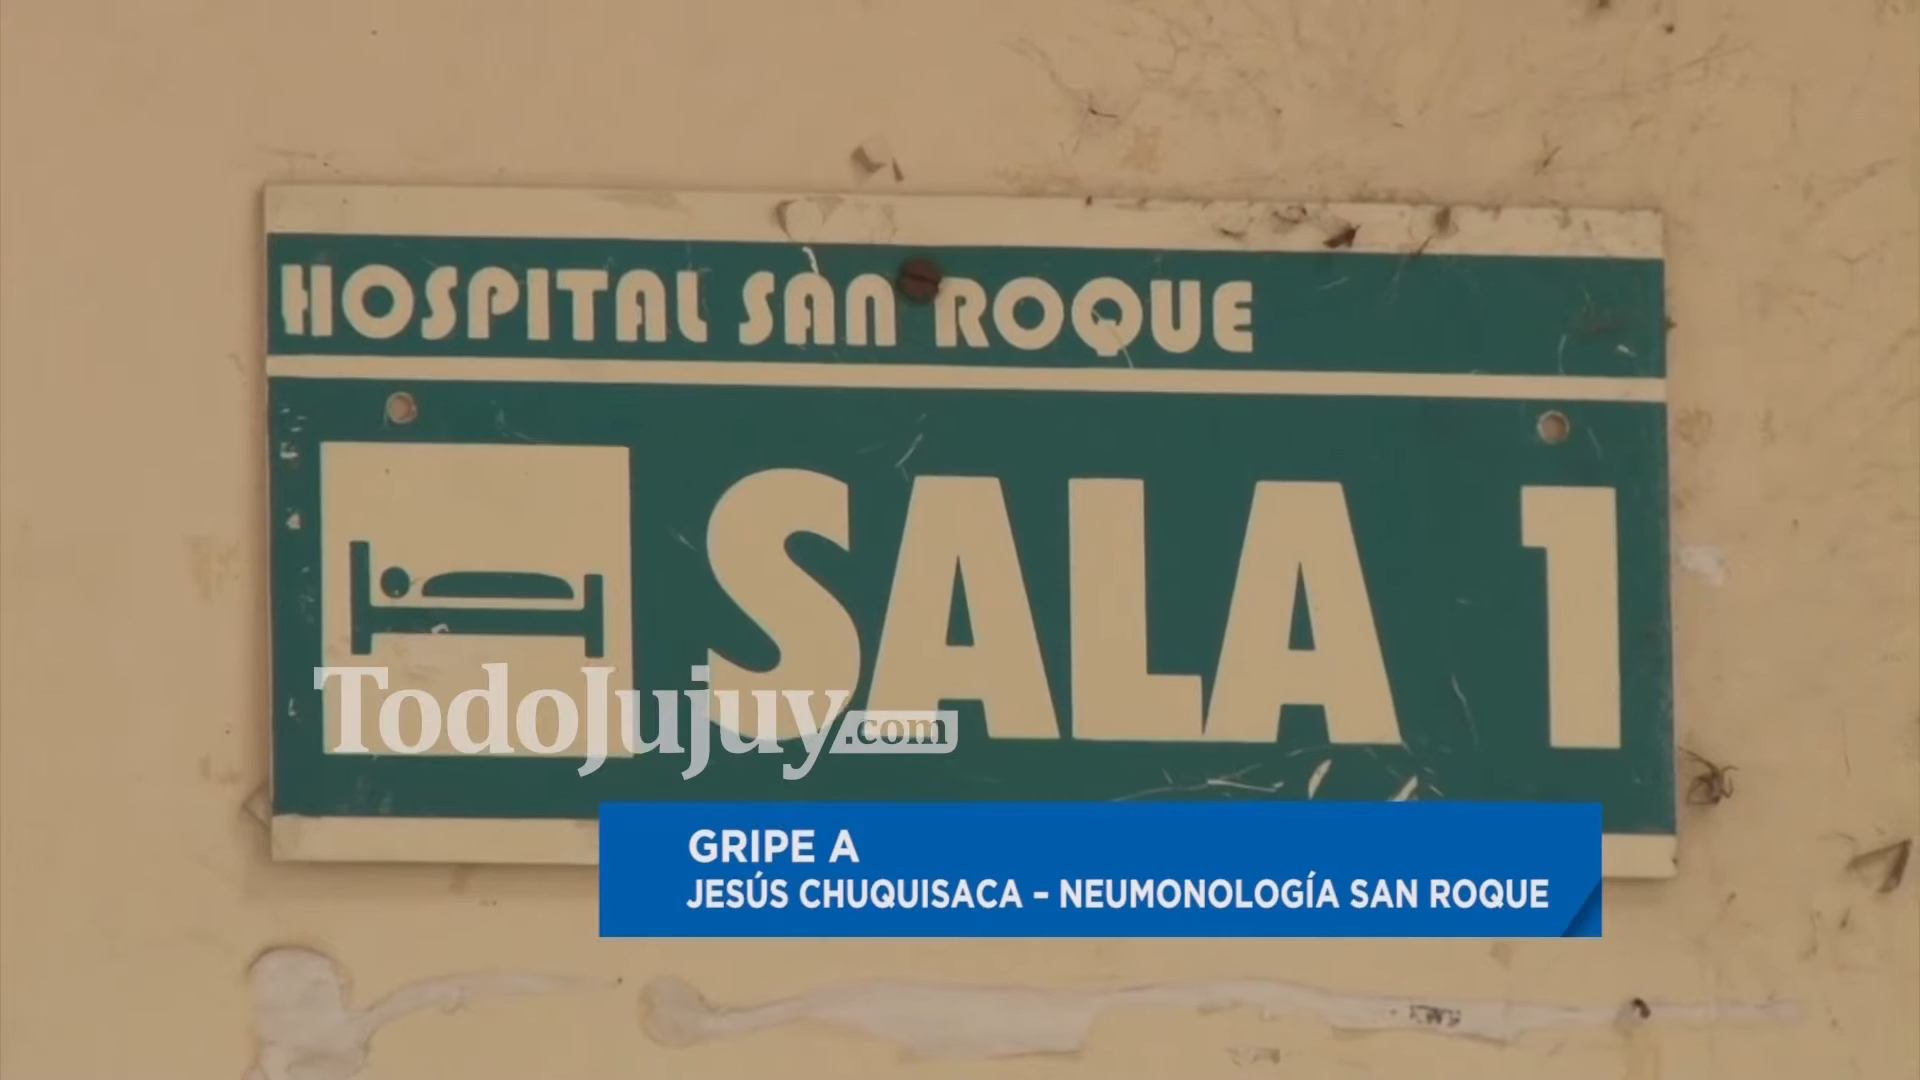 HOSPITAL SAN ROQUE
SALA 1
TodoJujuy.com
GRIPE A
JESÚS CHUQUISACA – NEUMONOLOGÍA SAN ROQUE